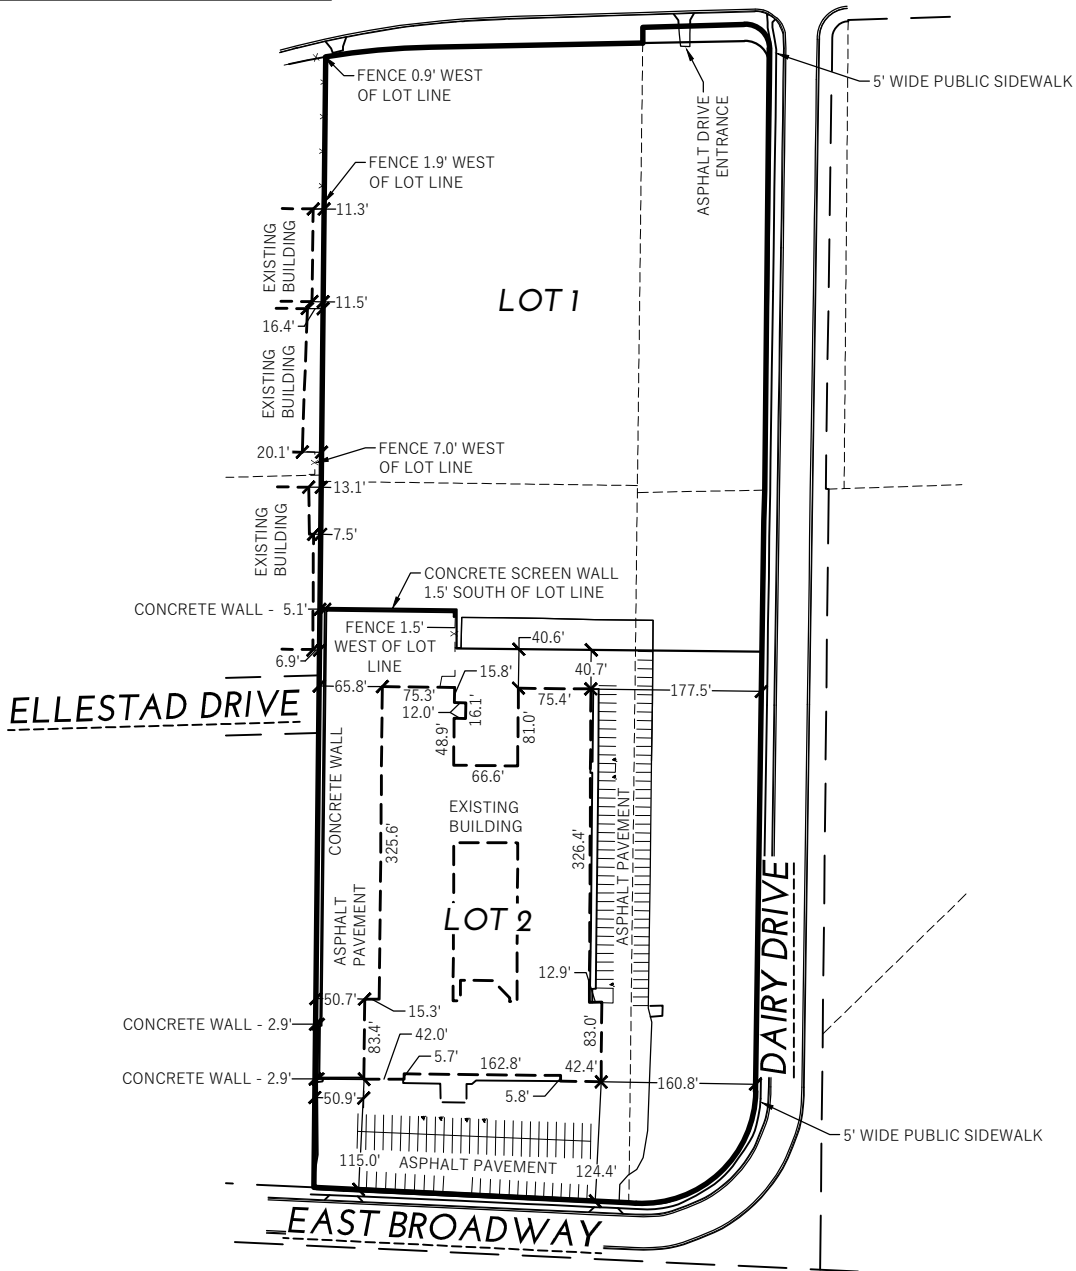 FENCE 0.9' WEST
OF LOT LINE
5' WIDE PUBLIC SIDEWALK
ASPHALT DRIVE
ENTRANCE
FENCE 1.9' WEST
OF LOT LINE
11.3'
EXISTING
BUILDING
LOT 1
11.5'
16.4'
EXISTING
BUILDING
20.1'
FENCE 7.0' WEST
OF LOT LINE
13.1'
EXISTING
BUILDING
7.5'
CONCRETE SCREEN WALL
1.5' SOUTH OF LOT LINE
CONCRETE WALL - 5.1'
FENCE 1.5'
WEST OF LOT
LINE
40.6'
6.9'
15.8'
40.7'
65.8'
75.3'
75.4'
177.5'
ELLESTAD DRIVE
12.0'
16.1'
48.9'
81.0'
66.6'
CONCRETE WALL
EXISTING
BUILDING
325.6'
326.4'
ASPHALT PAVEMENT
ASPHALT
PAVEMENT
LOT 2
DAIRY DRIVE
12.9'
50.7'
15.3'
CONCRETE WALL - 2.9'
83.4'
42.0'
83.0'
5.7'
162.8'
42.4'
CONCRETE WALL - 2.9'
160.8'
50.9'
5.8'
5' WIDE PUBLIC SIDEWALK
115.0'
ASPHALT PAVEMENT
124.4'
EAST BROADWAY